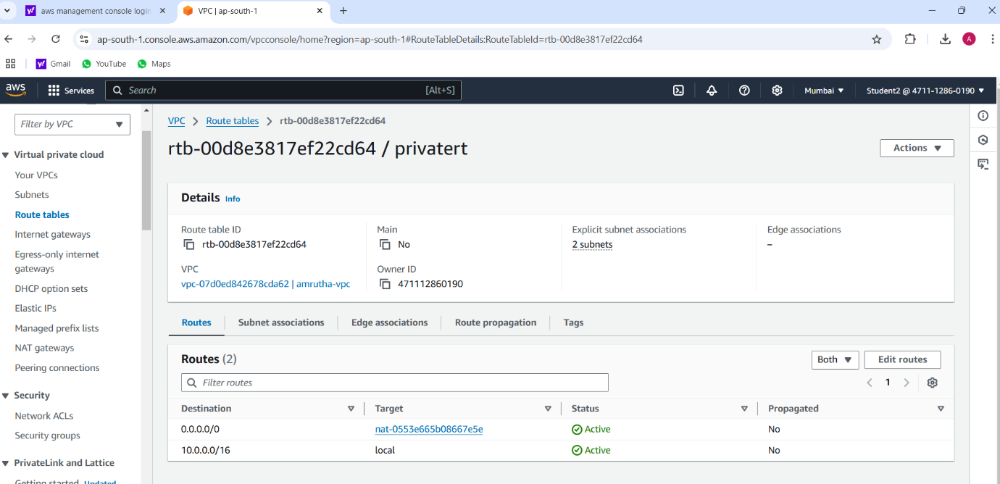 aws management console login
VPC | ap-south-1
ap-south-1.console.aws.amazon.com/vpcconsole/home?region=ap-south-1#RouteTableDetails:RouteTableId=rtb-00d8e3817ef22cd64
A
Gmail
YouTube
Maps
aws
Services
Search
[Alt+S]
Mumbai
Student2 @ 4711-1286-0190
Filter by VPC
Virtual private cloud
Your VPCs
Subnets
Route tables
Internet gateways
Egress-only internet
gateways
DHCP option sets
Elastic IPs
Managed prefix lists
NAT gateways
Peering connections
Security
Network ACLs
Security groups
PrivateLink and Lattice
Getting started Updated
VPC > Route tables > rtb-00d8e3817ef22cd64
rtb-00d8e3817ef22cd64 / privatert
Actions
Details Info
Route table ID
rtb-00d8e3817ef22cd64
Main
No
Explicit subnet associations
2 subnets
Edge associations
–
VPC
vpc-07d0ed842678cda62 | amrutha-vpc
Owner ID
471112860190
Routes
Subnet associations
Edge associations
Route propagation
Tags
Routes (2)
Both
Edit routes
Filter routes
1
Destination Target Status Propagated
0.0.0.0/0 nat-0553e665b08667e5e Active No
10.0.0.0/16 local Active No